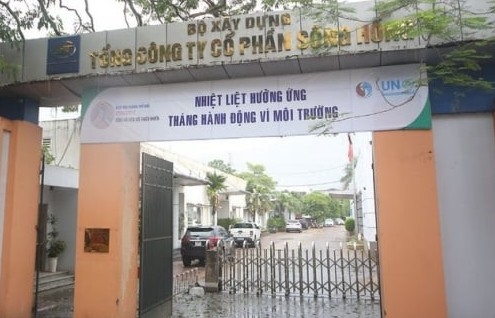 BỘ XÂY DỰNG
TỔNG CÔNG TY CỔ PHẦN SÔNG HỒNG
NHIỆT LIỆT HƯỞNG ỨNG
THÁNG HÀNH ĐỘNG VÌ MÔI TRƯỜNG